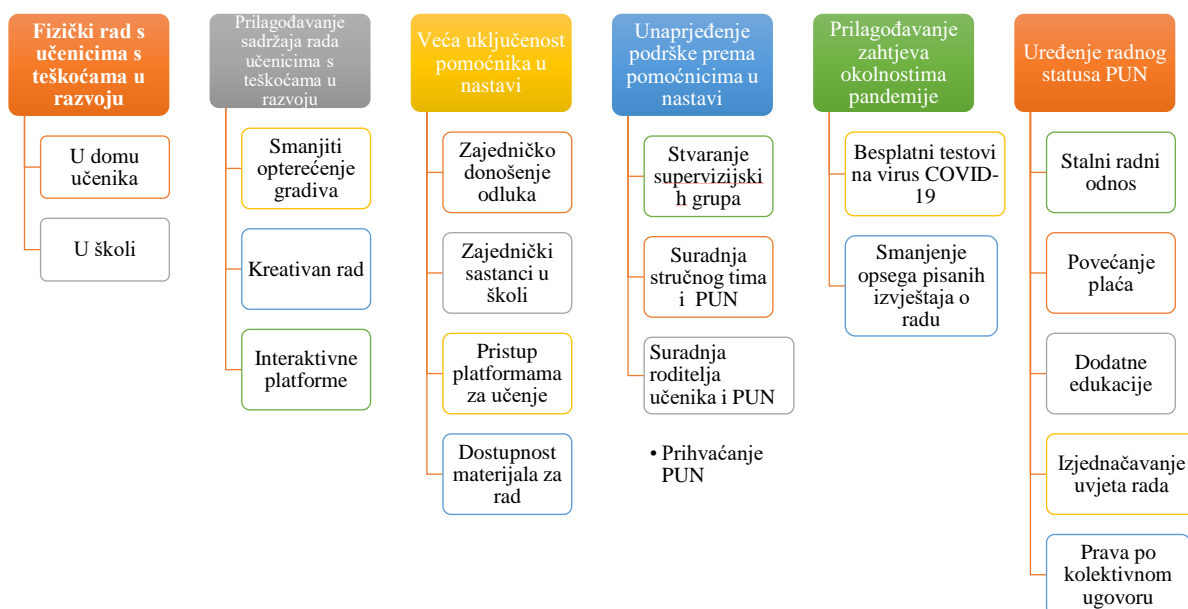 Fizički rad s
učenicima s
teškoćama u
razvoju
U domu
učenika
U školi
Prilagođavanje
sadržaja rada
učenicima s
teškoćama u
razvoju
Smanjiti
opterećenje
gradiva
Kreativan rad
Interaktivne
platforme
Veća uključenost
pomoćnika u
nastavi
Zajedničko
donošenje
odluka
Zajednički
sastanci u
školi
Pristup
platformama
za učenje
Dostupnost
materijala za
rad
Unaprjeđenje
podrške prema
pomoćnicima u
nastavi
Stvaranje
supervizijski
h grupa
Suradnja
stručnog tima
i PUN
Suradnja
roditelja
učenika i PUN
• Prihvaćanje
PUN
Prilagođavanje
zahtjeva
okolnostima
pandemije
Besplatni testovi
na virus COVID-
19
Smanjenje
opsega pisanih
izvještaja o
radu
Uređenje radnog
statusa PUN
Stalni radni
odnos
Povećanje
plaća
Dodatne
edukacije
Izjednačavanje
uvjeta rada
Prava po
kolektivnom
ugovoru